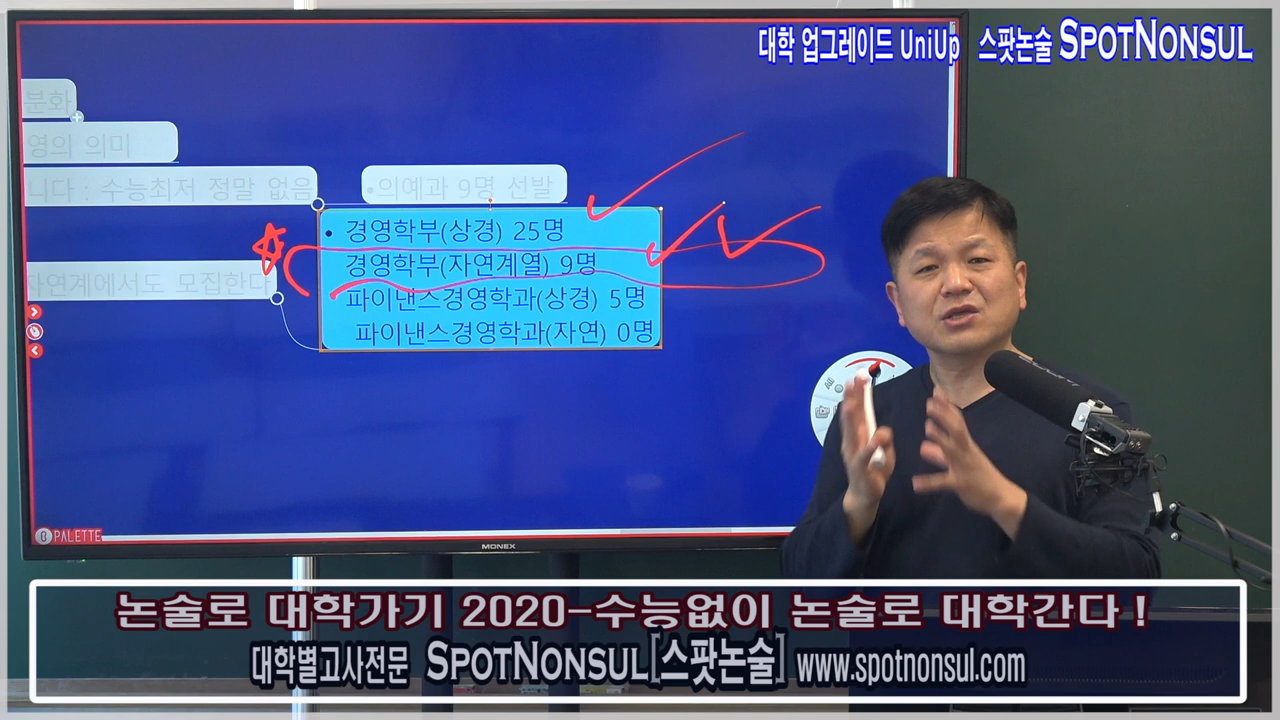 대학 업그레이드 UniUp 스팟논술 SPOTNONSUL
분화
영의 의미
니다 : 수능최저 정말 없음
•의예과 9명 선발
• 경영학부(상경) 25명
경영학부(자연계열) 9명
자연계에서도 모집한다
파이낸스경영학과(상경) 5명
파이낸스경영학과(자연) 0명
PALETTE
MONEX
논술로 대학가기 2020-수능없이 논술로 대학간다 !
대학별고사전문 SPOTNONSUL[스팟논술] www.spotnonsul.com